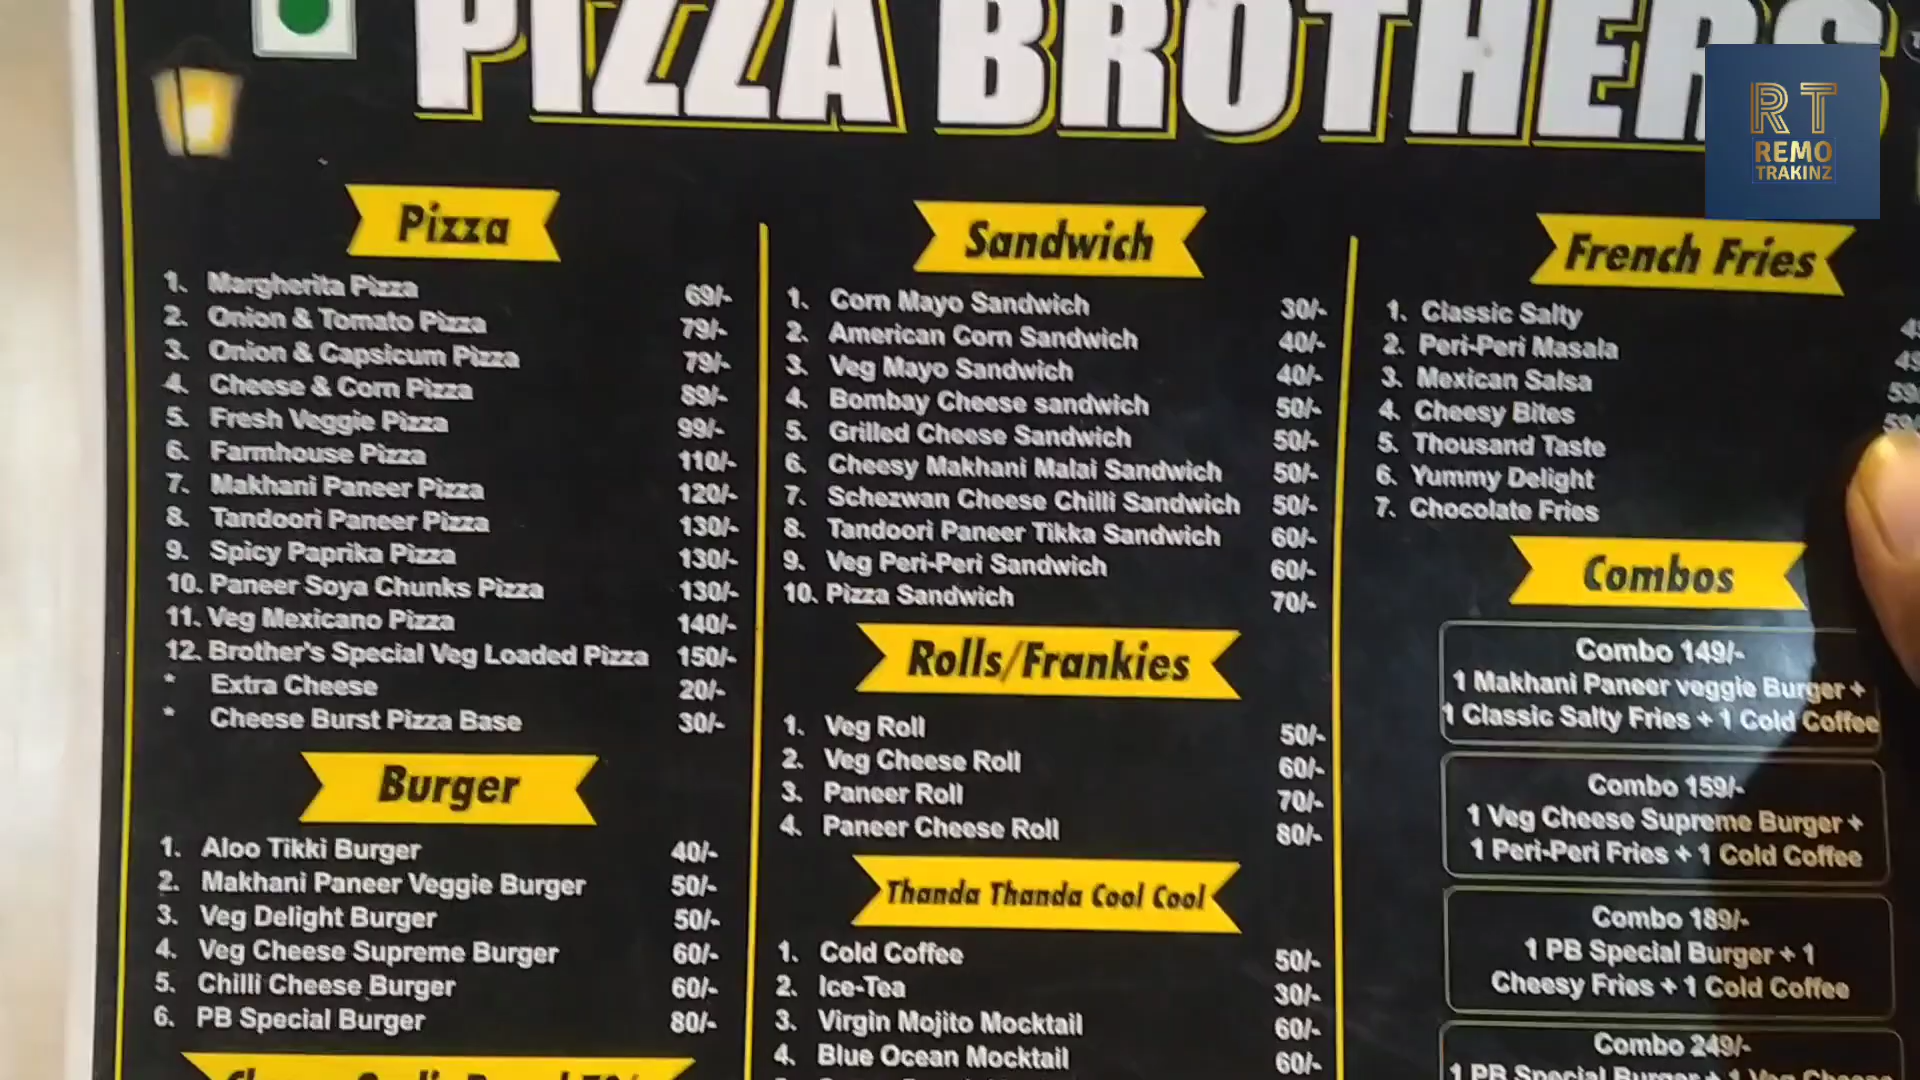 PIZZA BROTHERS
RT
REMO
TRAKINZ
Pizza
1. Margherita Pizza 69/-
2. Onion & Tomato Pizza 79/-
3. Onion & Capsicum Pizza 79/-
4. Cheese & Corn Pizza 89/-
5. Fresh Veggie Pizza 99/-
6. Farmhouse Pizza 110/-
7. Makhani Paneer Pizza 120/-
8. Tandoori Paneer Pizza 130/-
9. Spicy Paprika Pizza 130/-
10. Paneer Soya Chunks Pizza 130/-
11. Veg Mexicano Pizza 140/-
12. Brother's Special Veg Loaded Pizza 150/-
* Extra Cheese 20/-
* Cheese Burst Pizza Base 30/-
Burger
1. Aloo Tikki Burger 40/-
2. Makhani Paneer Veggie Burger 50/-
3. Veg Delight Burger 50/-
4. Veg Cheese Supreme Burger 60/-
5. Chilli Cheese Burger 60/-
6. PB Special Burger 80/-
Sandwich
1. Corn Mayo Sandwich 30/-
2. American Corn Sandwich 40/-
3. Veg Mayo Sandwich 40/-
4. Bombay Cheese sandwich 50/-
5. Grilled Cheese Sandwich 50/-
6. Cheesy Makhani Malai Sandwich 50/-
7. Schezwan Cheese Chilli Sandwich 50/-
8. Tandoori Paneer Tikka Sandwich 60/-
9. Veg Peri-Peri Sandwich 60/-
10. Pizza Sandwich 70/-
Rolls/Frankies
1. Veg Roll 50/-
2. Veg Cheese Roll 60/-
3. Paneer Roll 70/-
4. Paneer Cheese Roll 80/-
Thanda Thanda Cool Cool
1. Cold Coffee 50/-
2. Ice-Tea 30/-
3. Virgin Mojito Mocktail 60/-
4. Blue Ocean Mocktail 60/-
French Fries
1. Classic Salty
2. Peri-Peri Masala
3. Mexican Salsa
4. Cheesy Bites
5. Thousand Taste
6. Yummy Delight
7. Chocolate Fries
Combos
Combo 149/-
1 Makhani Paneer veggie Burger +
1 Classic Salty Fries + 1 Cold Coffee
Combo 159/-
1 Veg Cheese Supreme Burger +
1 Peri-Peri Fries + 1 Cold Coffee
Combo 189/-
1 PB Special Burger + 1
Cheesy Fries + 1 Cold Coffee
Combo 249/-
1 PB Special Burger + 1 Veg Cheese